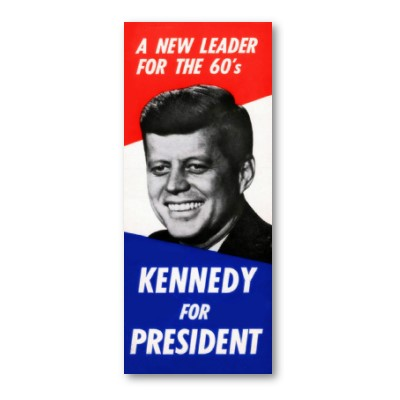 A NEW LEADER
FOR THE 60's
KENNEDY
FOR
PRESIDENT